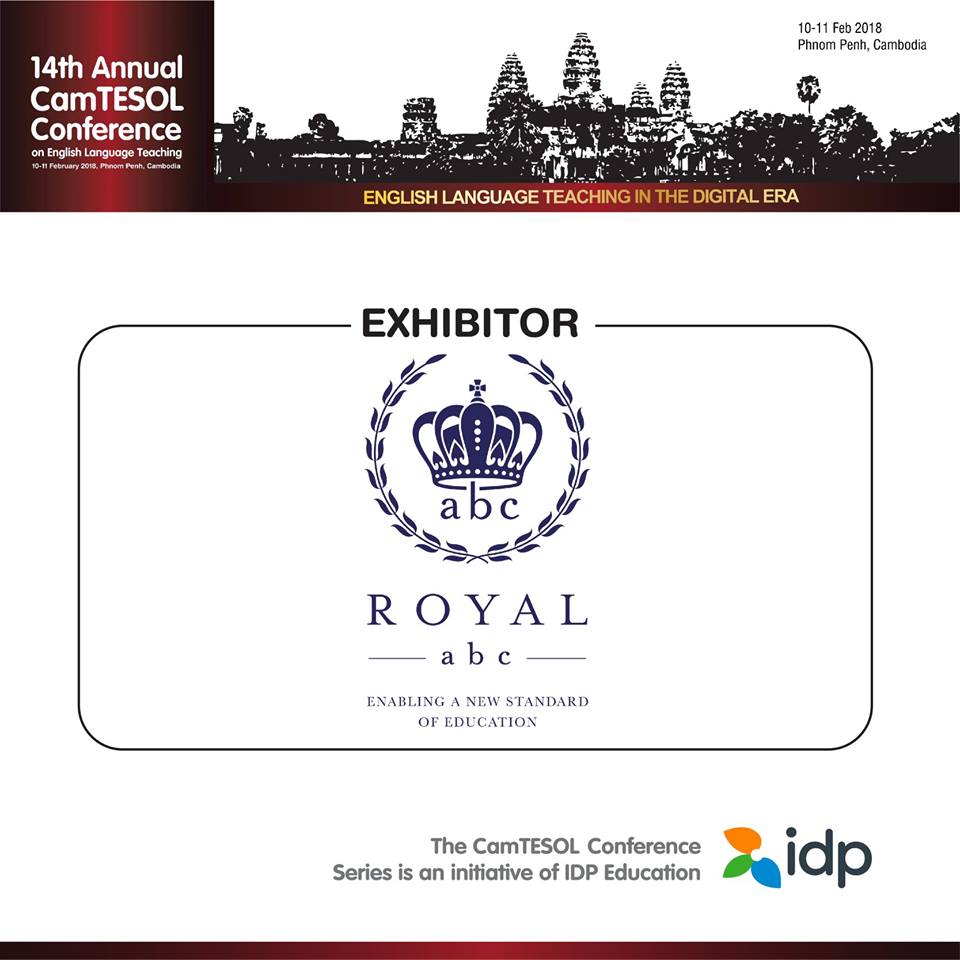 14th Annual
CamTESOL
Conference
on English Language Teaching
10-11 February 2018, Phnom Penh, Cambodia
10-11 Feb 2018
Phnom Penh, Cambodia
ENGLISH LANGUAGE TEACHING IN THE DIGITAL ERA
EXHIBITOR
abc
ROYAL
abc
ENABLING A NEW STANDARD
OF EDUCATION
The CamTESOL Conference
Series is an initiative of IDP Education
idp